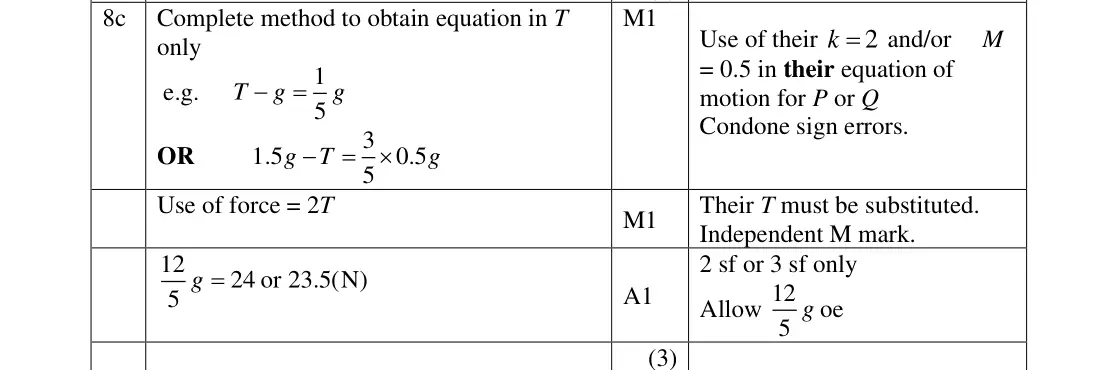 8c Complete method to obtain equation in T only M1 Use of their k = 2 and/or M = 0.5 in their equation of motion for P or Q Condone sign errors.
e.g. T − g = 1/5 g
OR 1.5g − T = 3/5 × 0.5g
Use of force = 2T M1 Their T must be substituted. Independent M mark.
12/5 g = 24 or 23.5(N) A1 2 sf or 3 sf only Allow 12/5 g oe
(3)